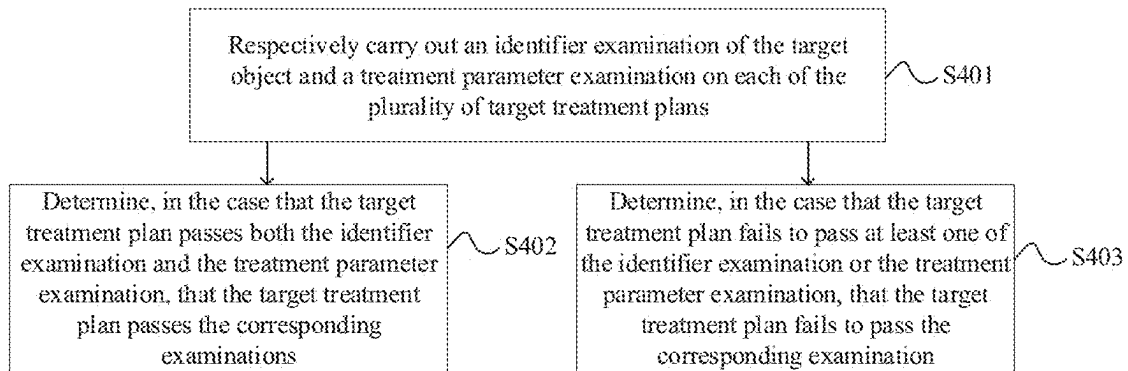 Respectively carry out an identifier examination of the target
object and a treatment parameter examination on each of the
plurality of target treatment plans
S401
Determine, in the case that the target
treatment plan passes both the identifier
examination and the treatment parameter
examination, that the target treatment
plan passes the corresponding
examinations
S402
Determine, in the case that the target
treatment plan fails to pass at least one of
the identifier examination or the treatment
parameter examination, that the target
treatment plan fails to pass the
corresponding examination
S403